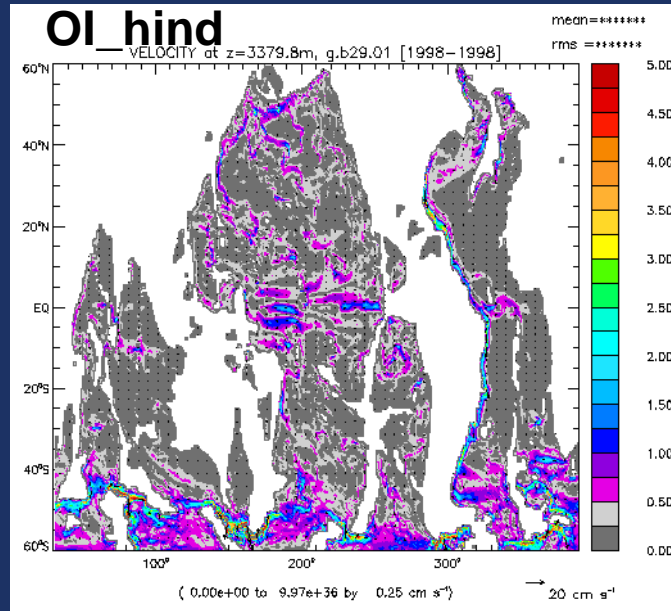 OI_hind
mean=*******
VELOCITY at z=3379.8m, g.b29.01 [1998-1998]
rms =*******
60°N
40°N
20°N
EQ
20°S
40°S
60°S
100°
200°
300°
5.00
4.50
4.00
3.50
3.00
2.50
2.00
1.50
1.00
0.50
0.00
( 0.00e+00 to 9.97e+36 by 0.25 cm s⁻¹)
20 cm s⁻¹